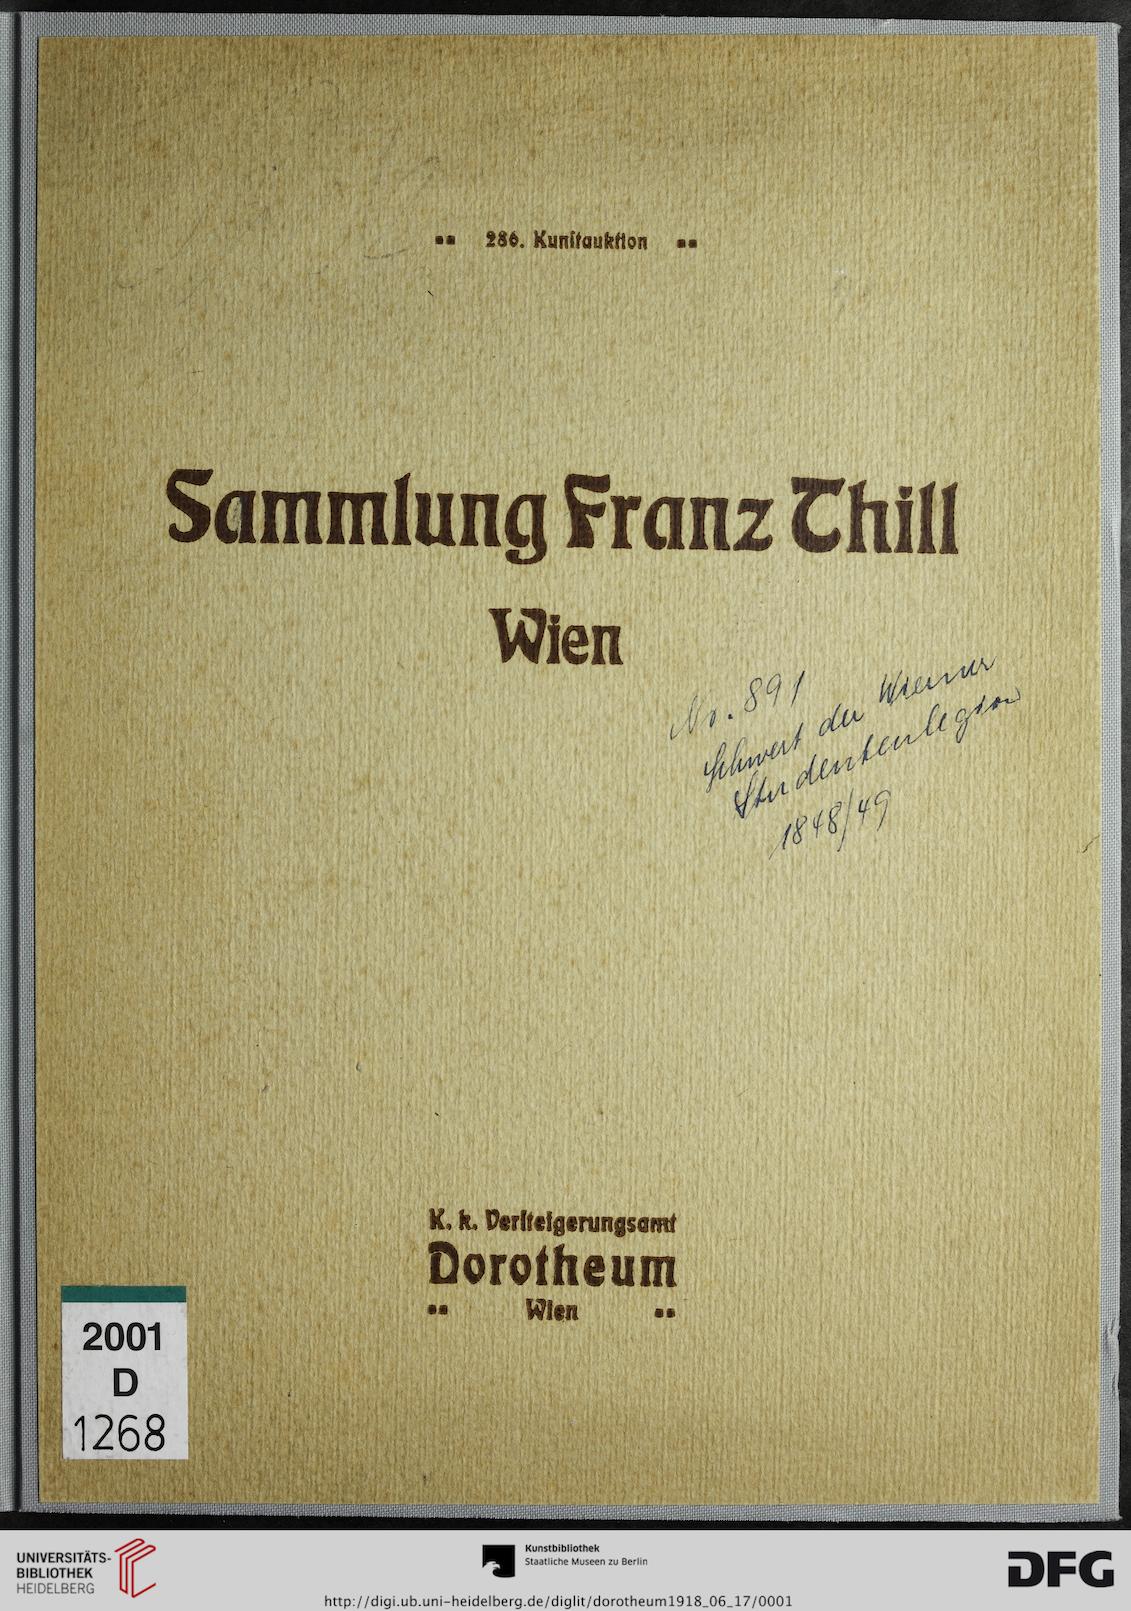 286. Kunſtauktion
Sammlung Franz Thill
Wien
No. 891
Schwert der Wiener
Studentenlegion
1848/49
K. k. Verſteigerungsamt
Dorotheum
Wien
2001
D
1268
UNIVERSITÄTS-
BIBLIOTHEK
HEIDELBERG
Kunstbibliothek
Staatliche Museen zu Berlin
DFG
http://digi.ub.uni-heidelberg.de/diglit/dorotheum1918_06_17/0001